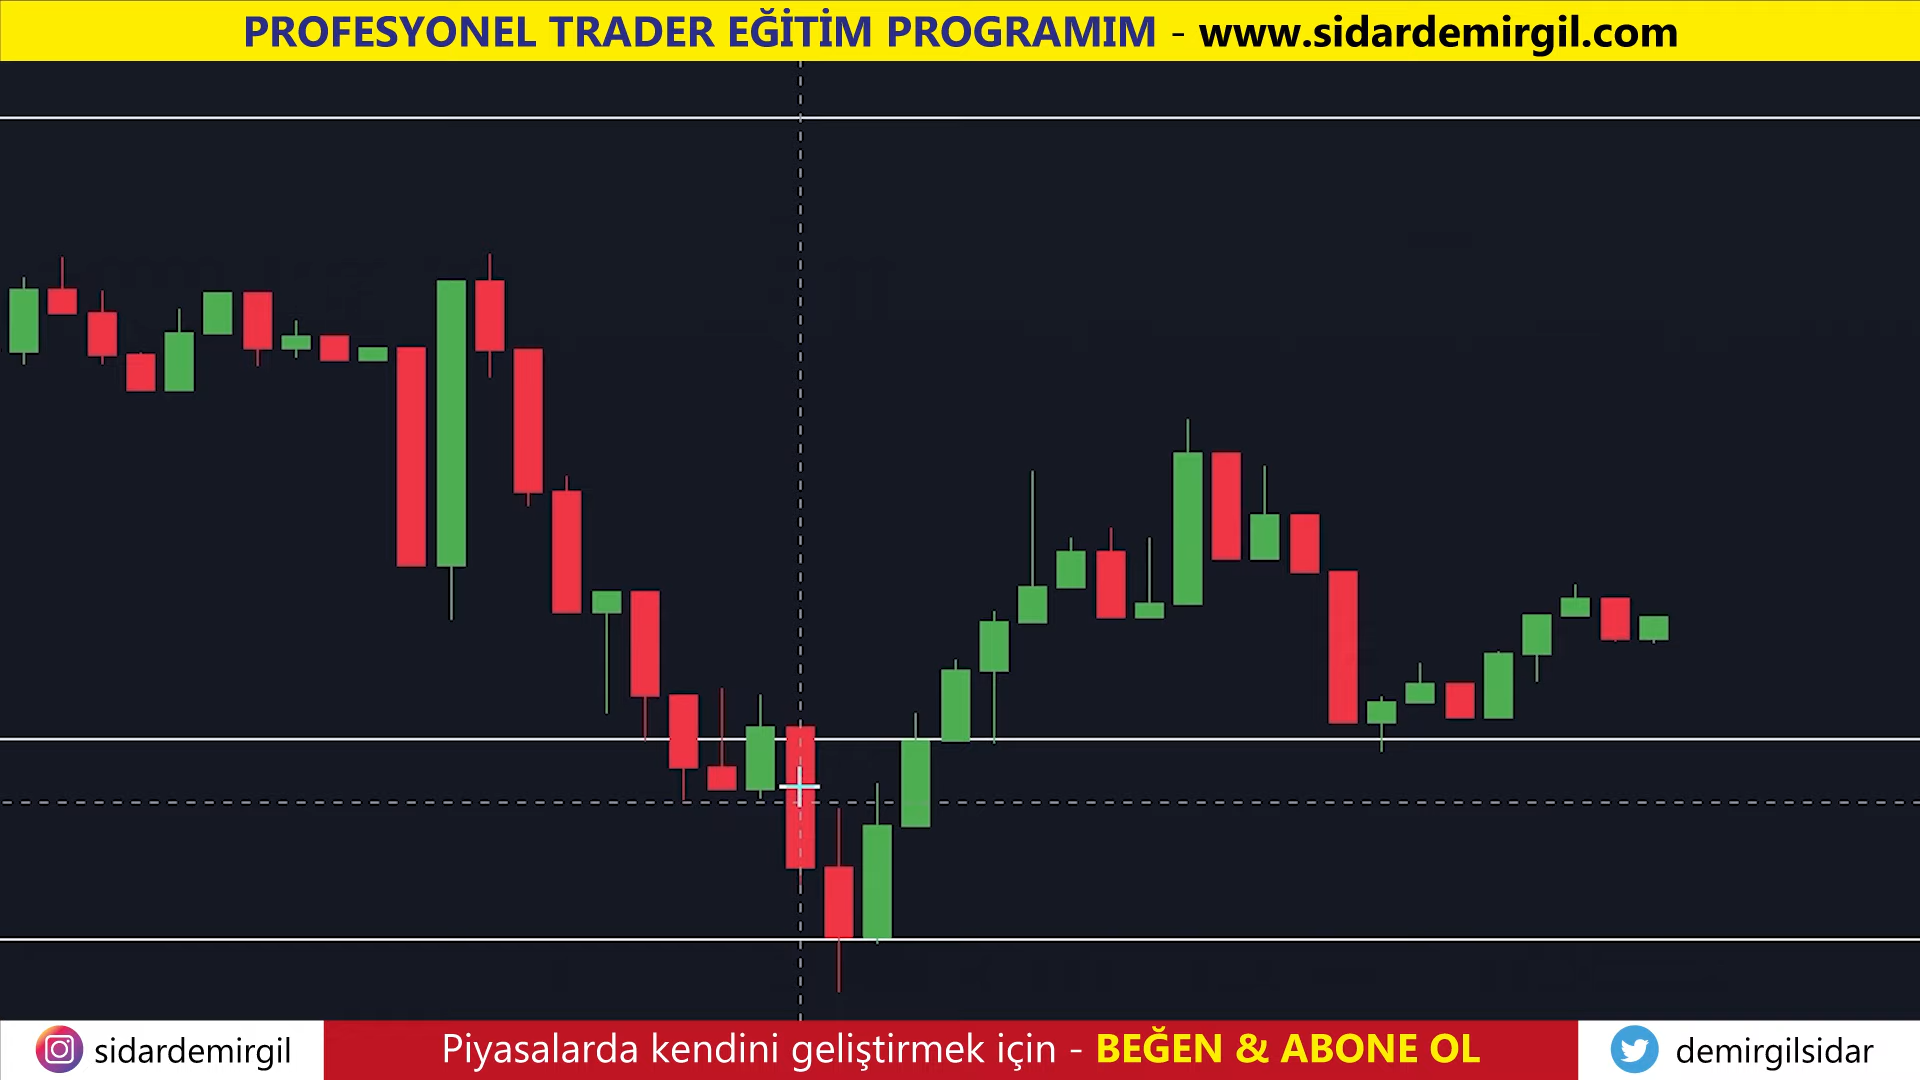 PROFESYONEL TRADER EĞİTİM PROGRAMIM - www.sidardemirgil.com
sidardemirgil
Piyasalarda kendini geliştirmek için - BEĞEN & ABONE OL
demirgilsidar